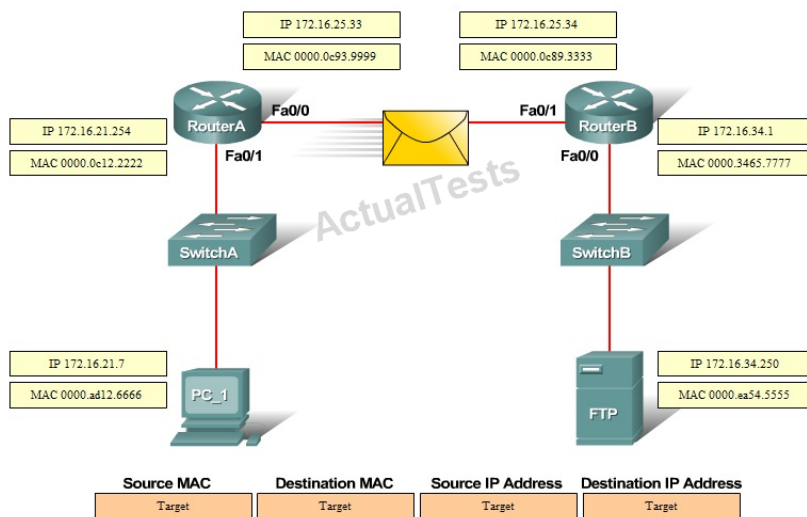 IP 172.16.25.33
IP 172.16.25.34
MAC 0000.0c93.9999
MAC 0000.0c89.3333
Fa0/0
Fa0/1
RouterA
RouterB
IP 172.16.21.254
IP 172.16.34.1
MAC 0000.0c12.2222
MAC 0000.3465.7777
Fa0/1
Fa0/0
ActualTests
SwitchA
SwitchB
IP 172.16.21.7
IP 172.16.34.250
MAC 0000.ad12.6666
MAC 0000.ea54.5555
PC_1
FTP
Source MAC Destination MAC Source IP Address Destination IP Address
Target Target Target Target